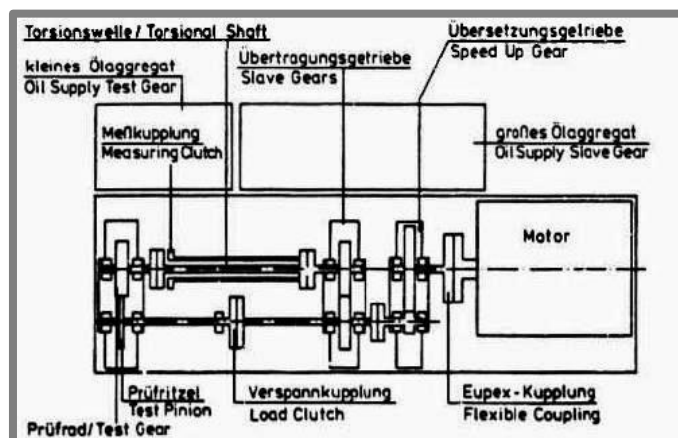 Torsionswelle/Torsional Shaft
Übersetzungsgelriebe
Speed Up Gear
kleines Ölaggregat
Oil Supply Test Gear
Übertragungsgetriebe
Slave Gears
Meßkupplung
Measuring Clutch
großes Ölaggregat
Oil Supply Slave Gear
Motor
Prüfritzel
Test Pinion
Verspannkupplung
Load Clutch
Eupex-Kupplung
Flexible Coupling
Prüfrad/Test Gear